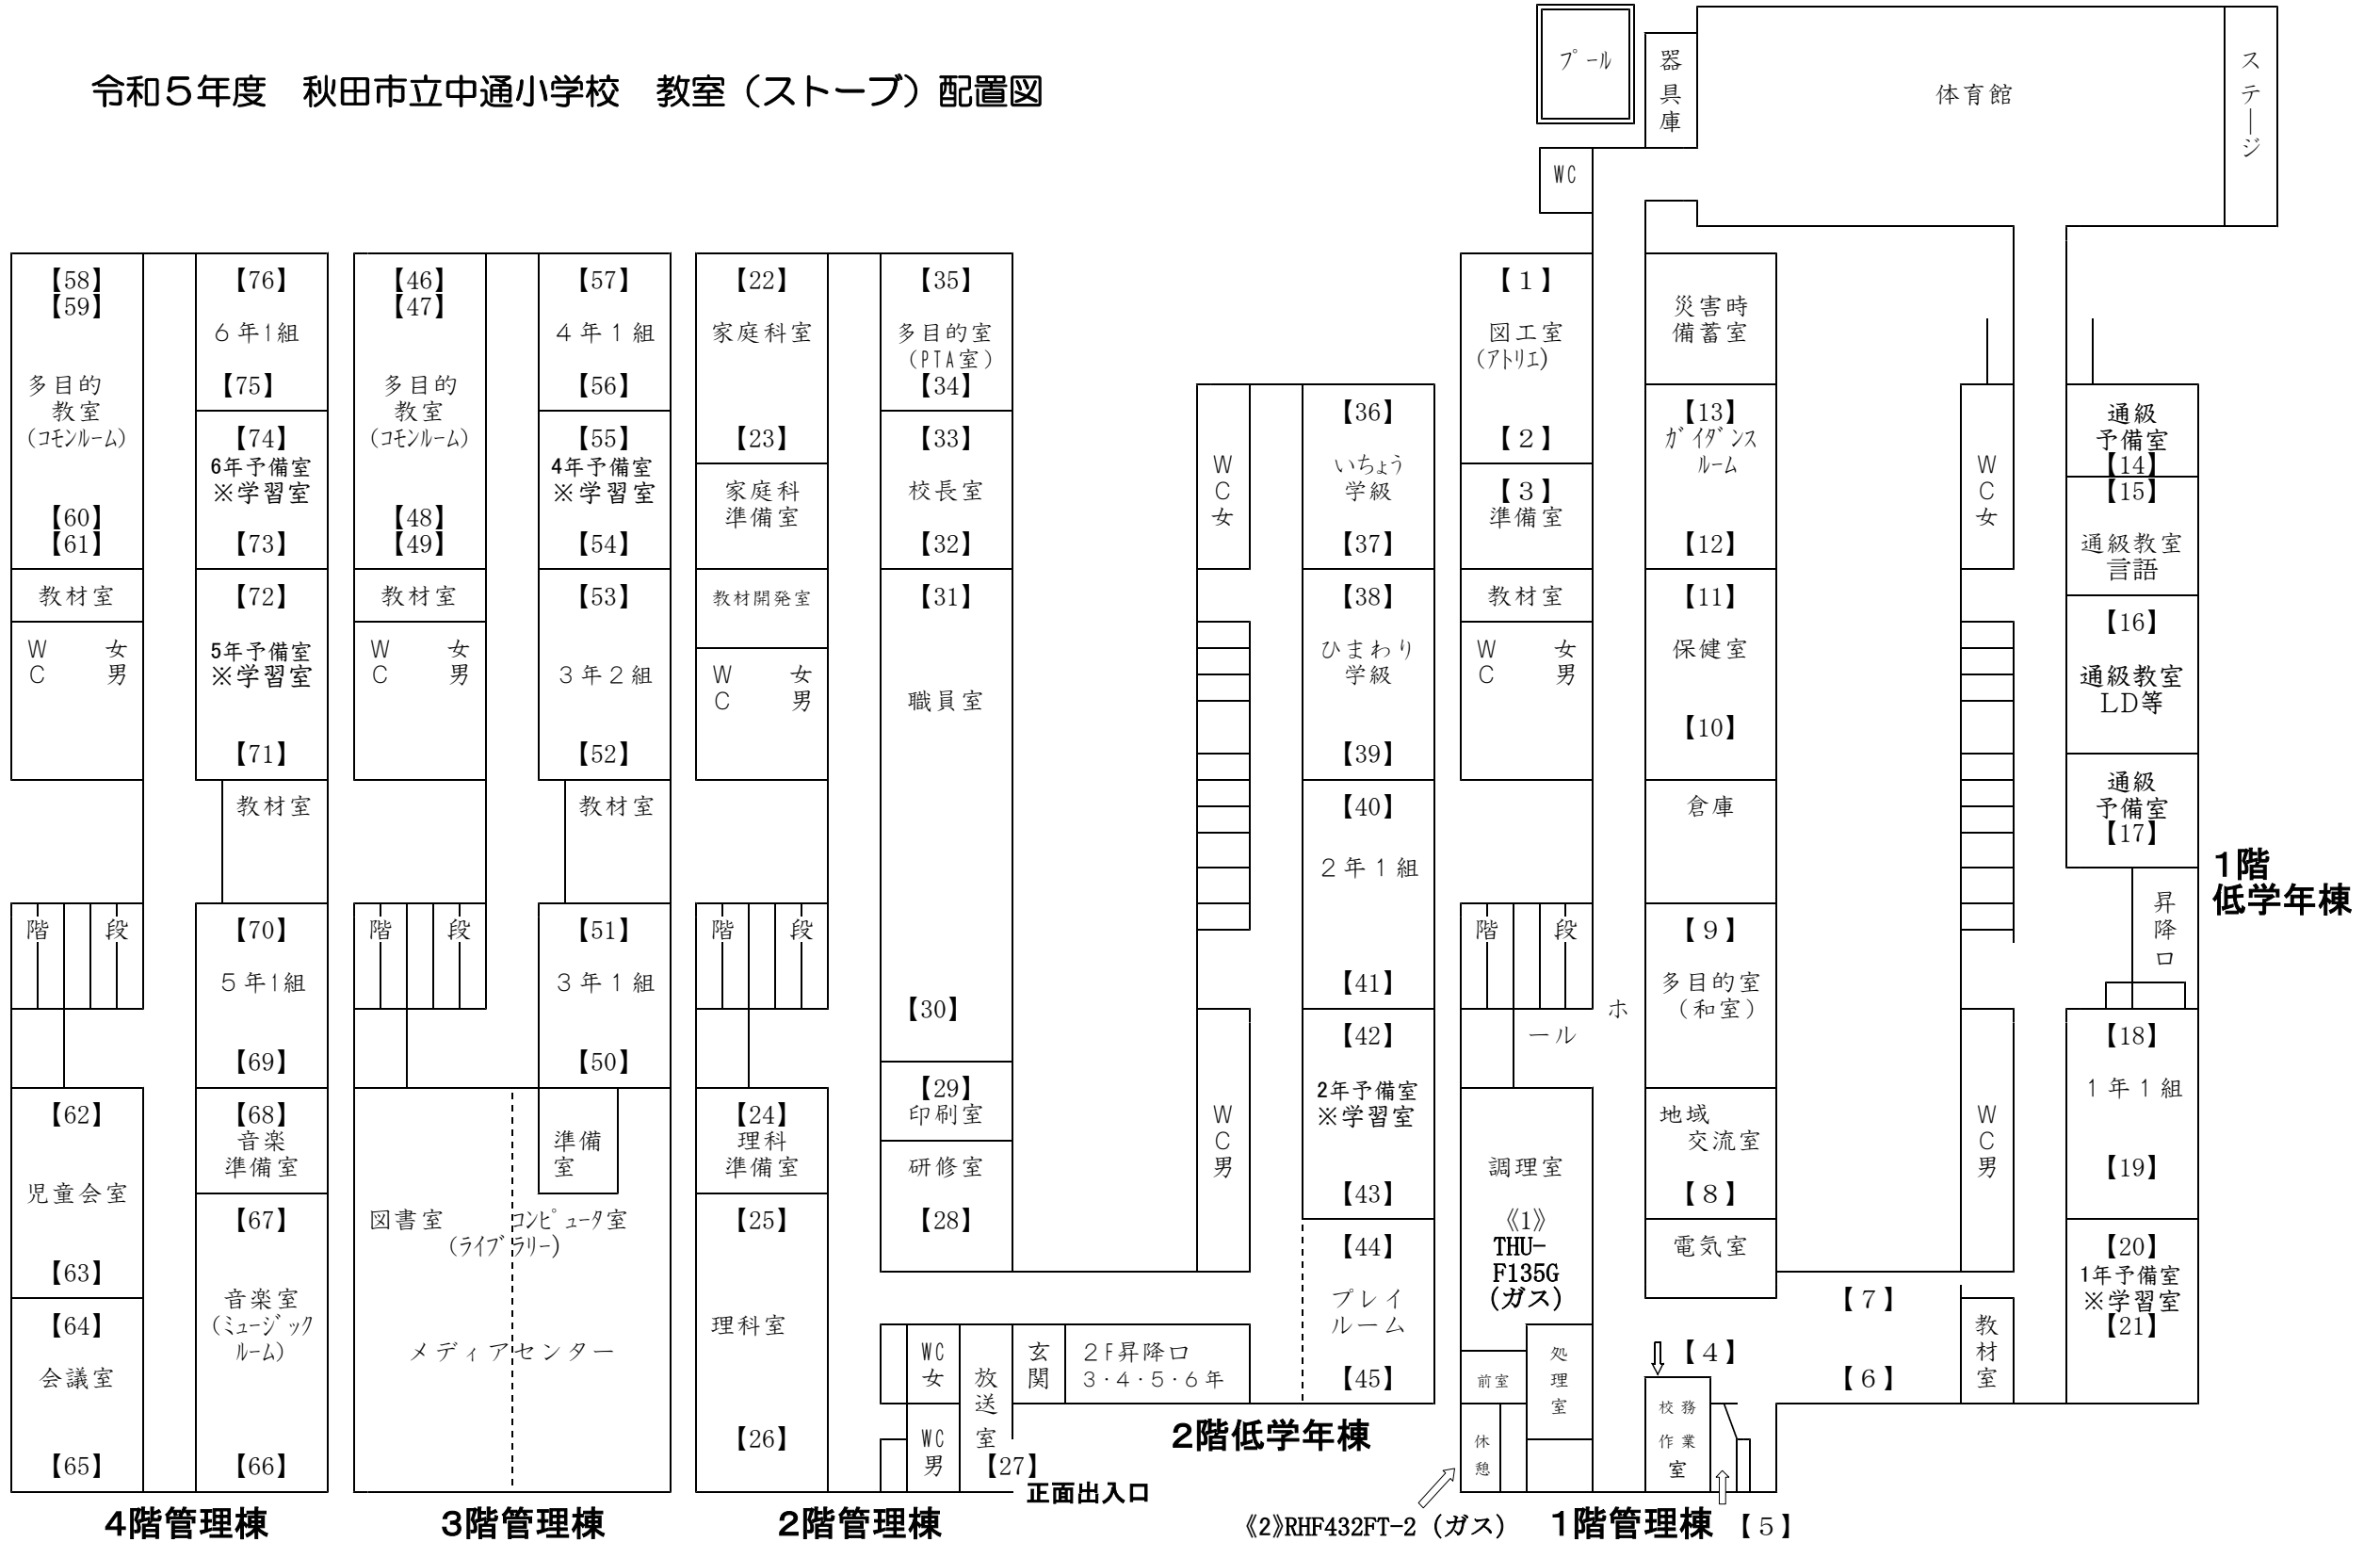 令和５年度　秋田市立中通小学校　教室（ストーブ）配置図
プール
器具庫
体育館
ステージ
WC
【58】
【59】
多目的
教室
（コモンルーム）
【60】
【61】
教材室
WC　女
男
階　段
【62】
児童会室
【63】
【64】
会議室
【65】
【76】
６年1組
【75】
【74】
6年予備室
※学習室
【73】
【72】
5年予備室
※学習室
【71】
教材室
【70】
５年1組
【69】
【68】
音楽
準備室
【67】
音楽室
（ミュージック
ルーム）
【66】
4階管理棟
【46】
【47】
多目的
教室
（コモンルーム）
【48】
【49】
教材室
WC　女
男
階　段
【57】
４年１組
【56】
【55】
4年予備室
※学習室
【54】
【53】
３年２組
【52】
教材室
【51】
３年１組
【50】
準備
室
図書室　コンピュータ室
（ライブラリー）
メディアセンター
3階管理棟
【22】
家庭科室
【23】
家庭科
準備室
教材開発室
WC　女
男
階　段
【24】
理科
準備室
【25】
理科室
【26】
【35】
多目的室
（PTA室）
【34】
【33】
校長室
【32】
【31】
職員室
【30】
【29】
印刷室
研修室
【28】
WC
女
WC
男
放送室
【27】
玄関
２F昇降口
３・４・５・６年
正面出入口
2階管理棟
WC女
WC男
【36】
いちょう
学級
【37】
【38】
ひまわり
学級
【39】
【40】
２年１組
【41】
【42】
2年予備室
※学習室
【43】
【44】
プレイ
ルーム
【45】
2階低学年棟
【１】
図工室
（アトリエ）
【２】
【３】
準備室
教材室
WC　女
男
階　段
ホ
ール
調理室
《1》
THU-
F135G
（ガス）
前室
処理室
休憩
《2》RHF432FT-2（ガス）
災害時
備蓄室
【13】
ガイダンス
ルーム
【12】
【11】
保健室
【10】
倉庫
【９】
多目的室
（和室）
地域
交流室
【８】
電気室
【４】
校務
作業
室
【５】
【７】
【６】
1階管理棟
WC女
WC男
教材室
通級
予備室
【14】
【15】
通級教室
言語
【16】
通級教室
ＬＤ等
通級
予備室
【17】
昇降口
【18】
１年１組
【19】
【20】
1年予備室
※学習室
【21】
1階
低学年棟